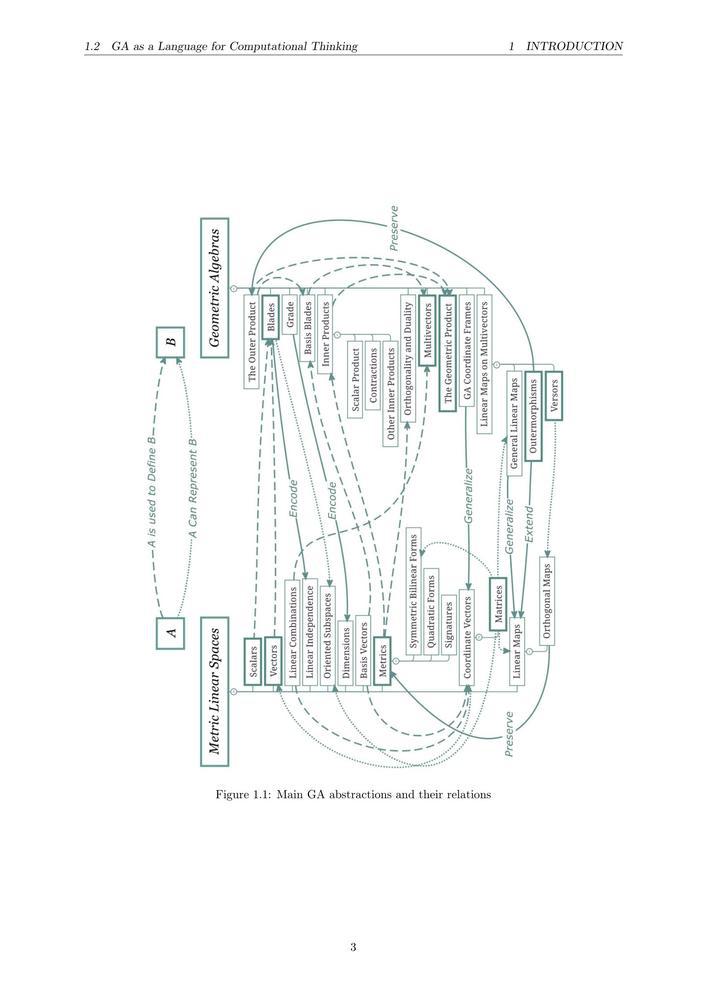 1.2 GA as a Language for Computational Thinking
1 INTRODUCTION
A
B
A is used to Define B
A Can Represent B
Metric Linear Spaces
Geometric Algebras
Scalars
Vectors
Linear Combinations
Linear Independence
Oriented Subspaces
Dimensions
Basis Vectors
Metrics
Symmetric Bilinear Forms
Quadratic Forms
Signatures
Coordinate Vectors
Matrices
Linear Maps
Orthogonal Maps
The Outer Product
Blades
Grade
Basis Blades
Inner Products
Scalar Product
Contractions
Other Inner Products
Orthogonality and Duality
Multivectors
The Geometric Product
GA Coordinate Frames
Linear Maps on Multivectors
General Linear Maps
Outermorphisms
Versors
Encode
Encode
Generalize
Generalize
Extend
Preserve
Preserve
Figure 1.1: Main GA abstractions and their relations
3